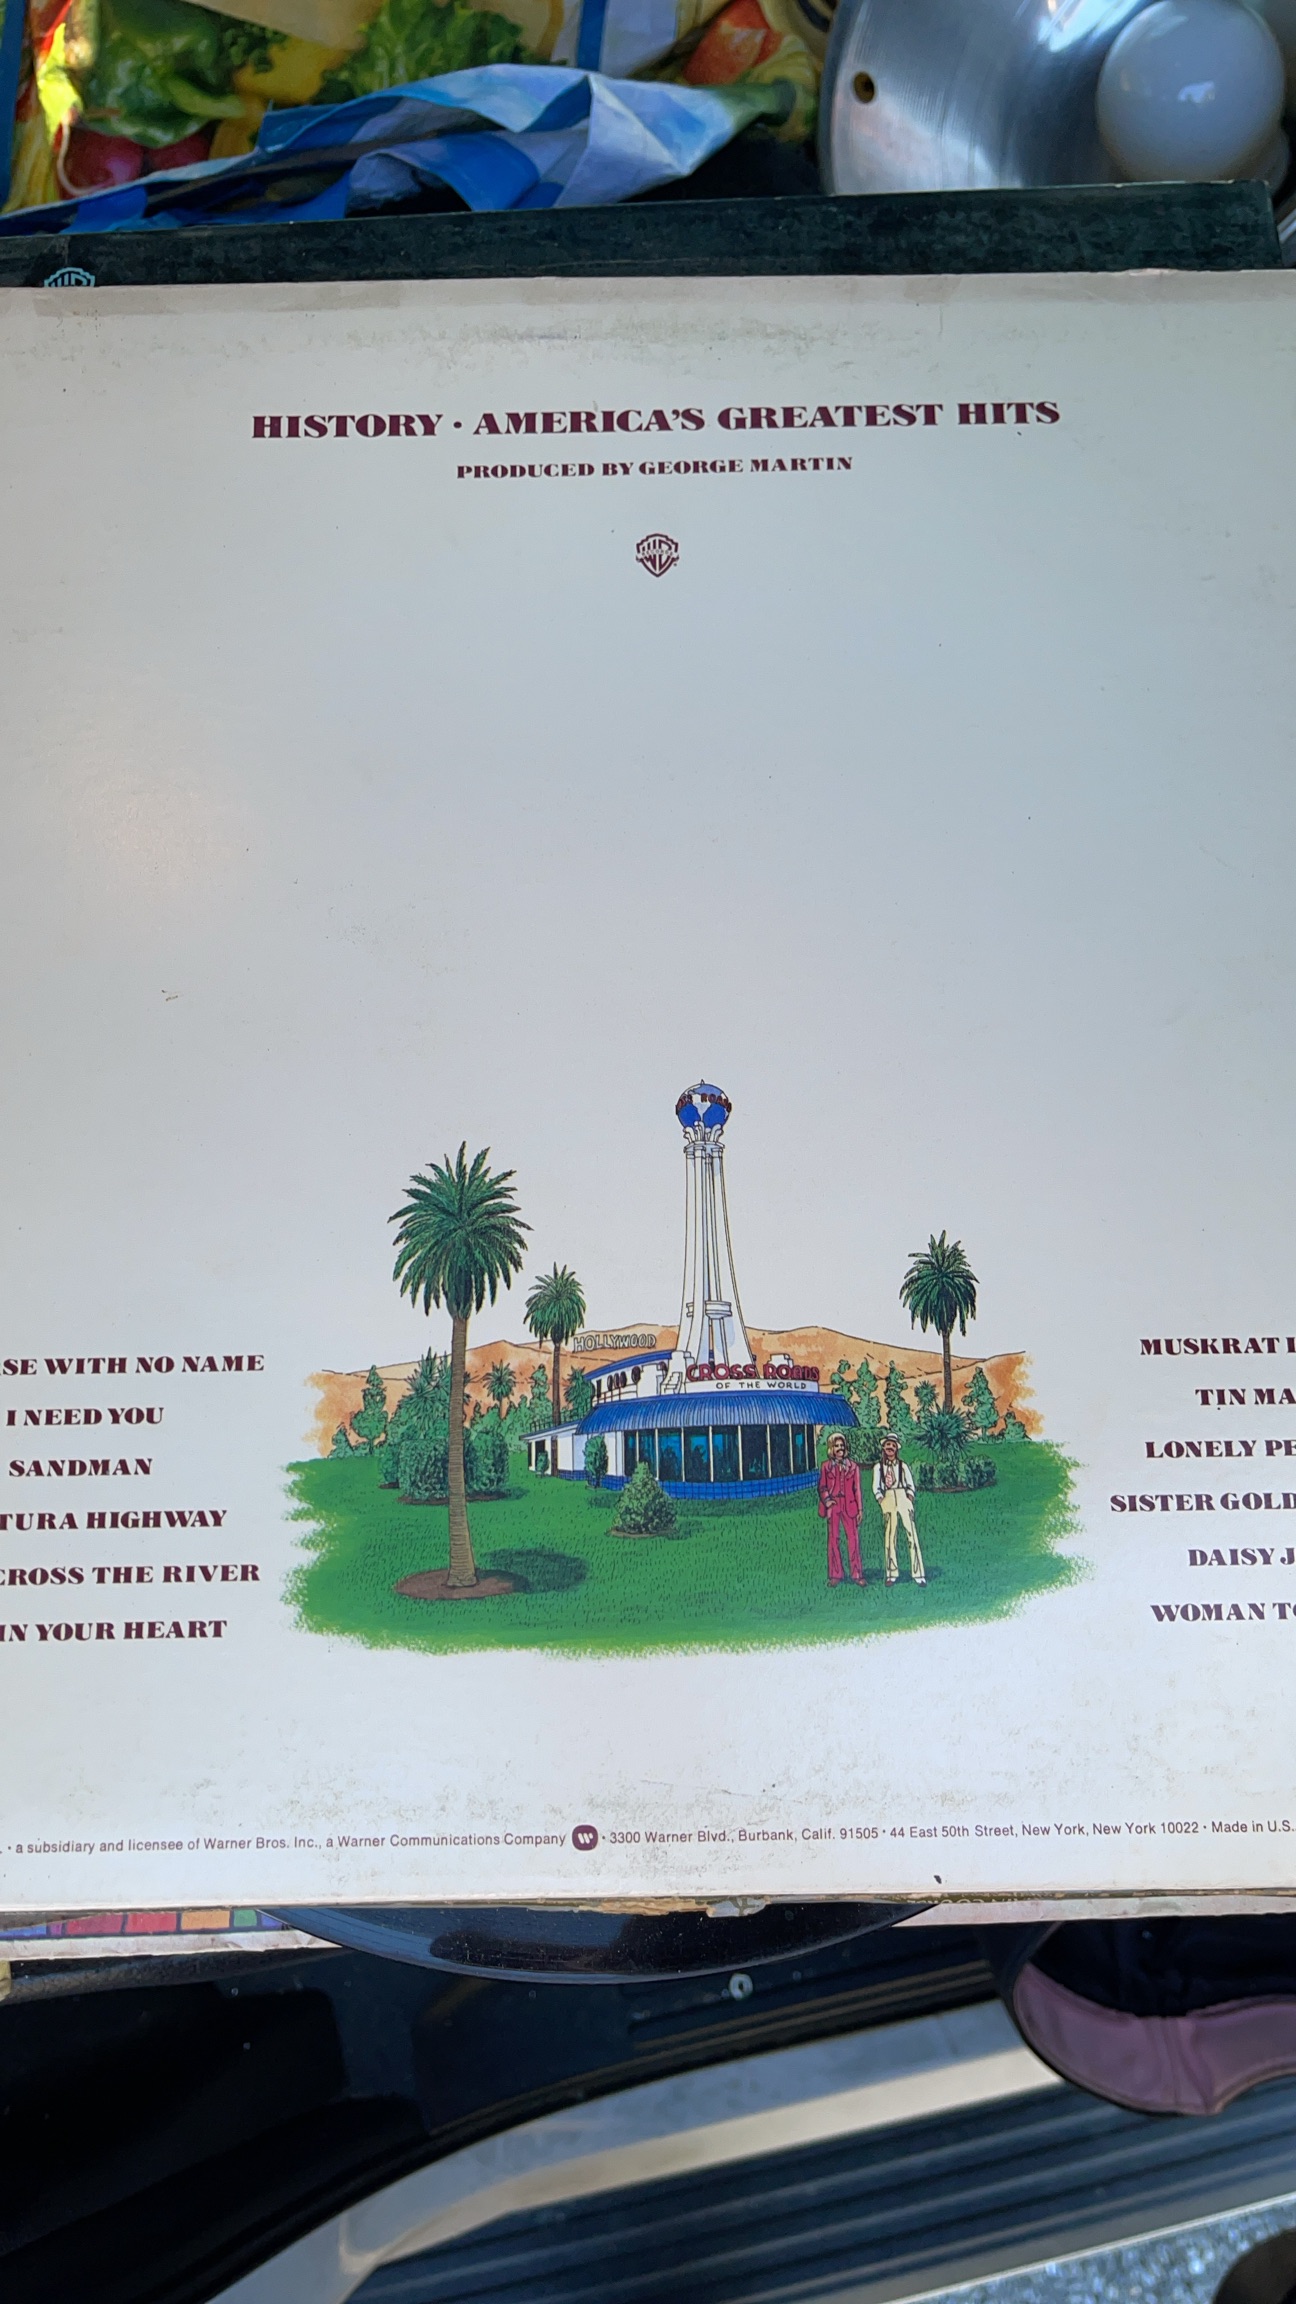 HISTORY • AMERICA'S GREATEST HITS
PRODUCED BY GEORGE MARTIN
HOLLYWOOD
CROSS ROADS
OF THE WORLD
SE WITH NO NAME
I NEED YOU
SANDMAN
TURA HIGHWAY
CROSS THE RIVER
IN YOUR HEART
MUSKRAT L
TIN MA
LONELY PE
SISTER GOLD
DAISY J
WOMAN TO
. • a subsidiary and licensee of Warner Bros. Inc., a Warner Communications Company • 3300 Warner Blvd., Burbank, Calif. 91505 • 44 East 50th Street, New York, New York 10022 • Made in U.S.